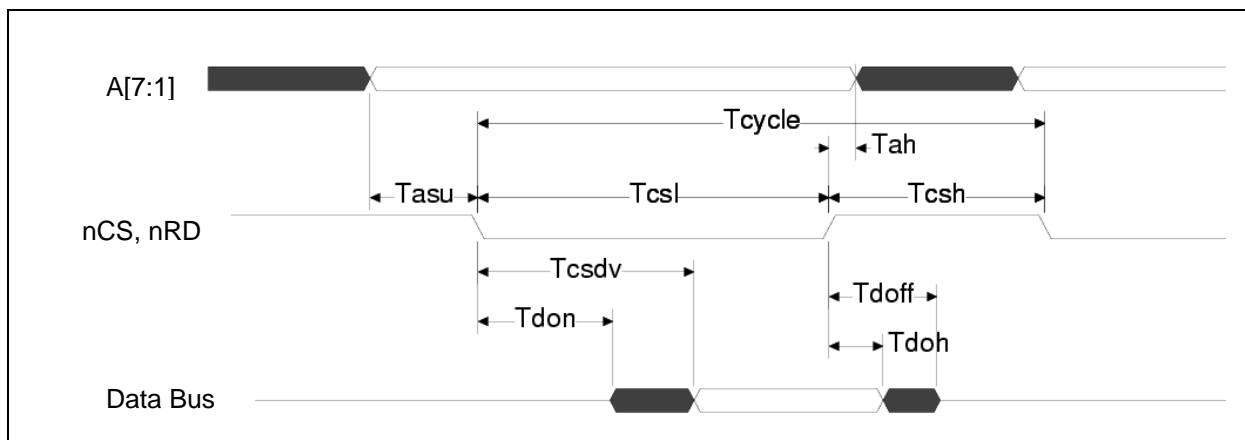 A[7:1]
Tcycle
Tah
Tasu
Tcsl
Tcsh
nCS, nRD
Tcsdv
Tdoff
Tdon
Tdoh
Data Bus